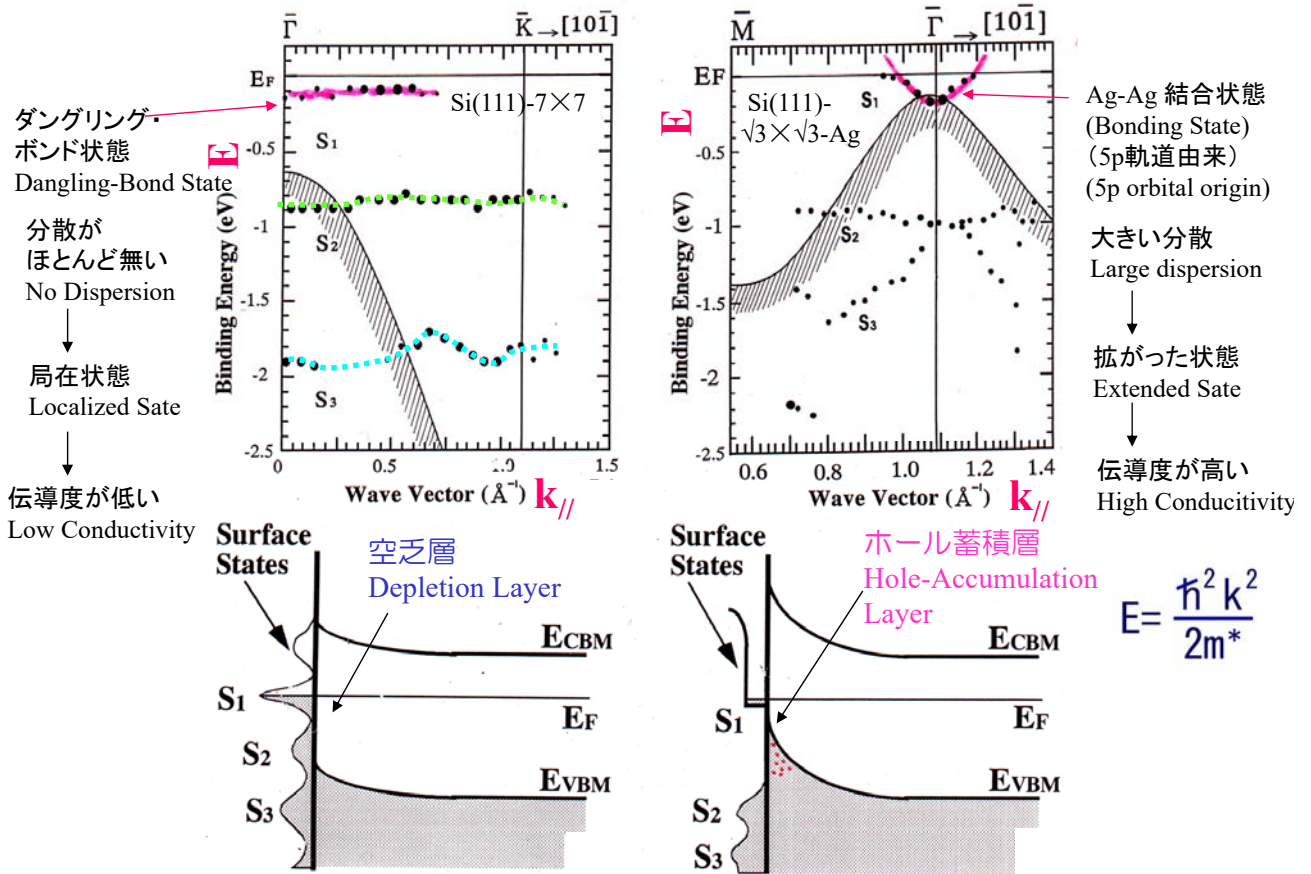 Γ̅
K̅ → [101̅]
EF
Si(111)-7×7
S1
S2
S3
-0.5
-1
-1.5
-2
-2.5
0
0.5
1.0
1.5
E
Binding Energy (eV)
Wave Vector (Å⁻¹)
k//
ダングリング・
ボンド状態
Dangling-Bond State
分散が
ほとんど無い
No Dispersion
局在状態
Localized Sate
伝導度が低い
Low Conductivity
M̅
Γ̅ → [101̅]
EF
S1
Si(111)-
√3×√3-Ag
S2
S3
-0.5
-1
-1.5
-2
-2.5
0.6
0.8
1.0
1.2
1.4
E
Binding Energy (eV)
Wave Vector (Å⁻¹)
k//
Ag-Ag 結合状態
(Bonding State)
(5p軌道由来)
(5p orbital origin)
大きい分散
Large dispersion
拡がった状態
Extended Sate
伝導度が高い
High Conducitivity
Surface
States
空乏層
Depletion Layer
ECBM
S1
EF
S2
EVBM
S3
Surface
States
ホール蓄積層
Hole-Accumulation
Layer
ECBM
S1
EF
EVBM
S2
S3
E= ℏ²k²/2m*